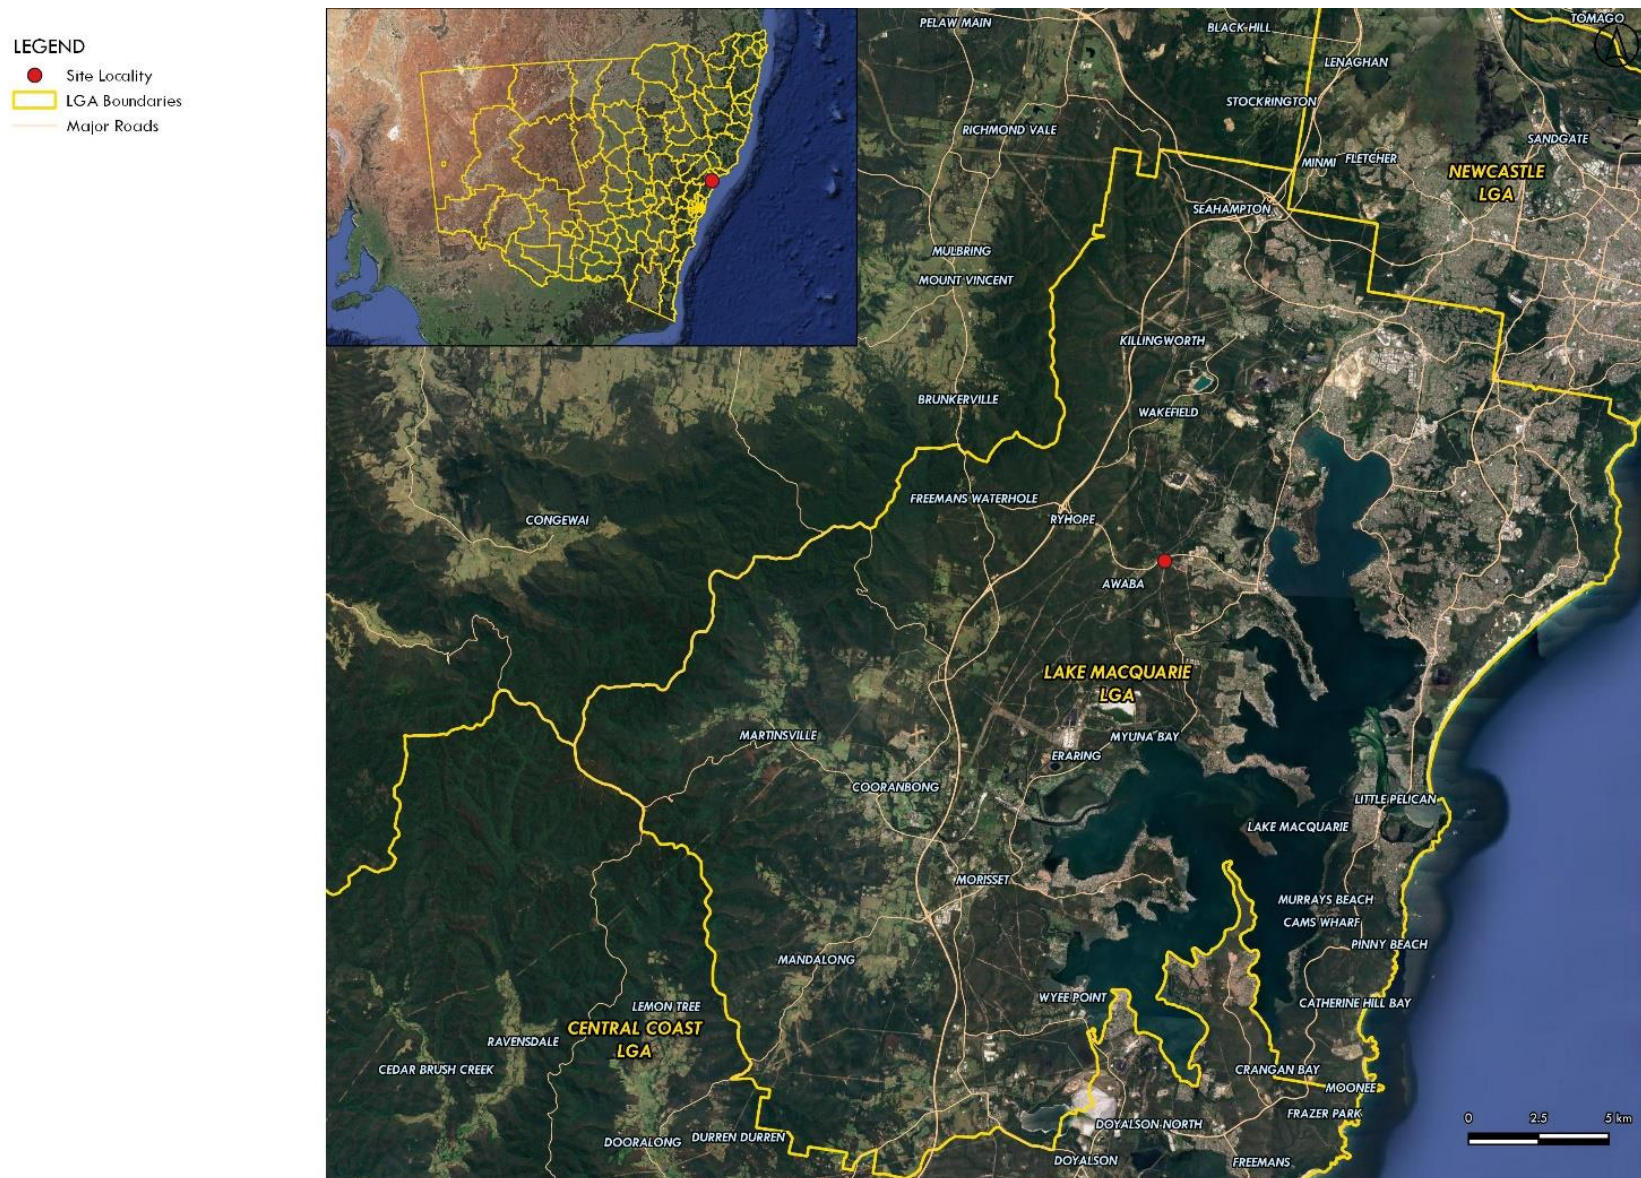 LEGEND
Site Locality
LGA Boundaries
Major Roads
PELAW MAIN
BLACK HILL
TOMAGO
LENAGHAN
STOCKRINGTON
RICHMOND VALE
SANDGATE
MINMI
FLETCHER
NEWCASTLE
LGA
SEAHAMPTON
MULBRING
MOUNT VINCENT
KILLINGWORTH
BRUNKERVILLE
WAKEFIELD
FREEMANS WATERHOLE
RYHOPE
CONGEWAI
AWABA
LAKE MACQUARIE
LGA
MARTINSVILLE
MYUNA BAY
ERARING
COORANBONG
LITTLE PELICAN
LAKE MACQUARIE
MORISSET
MURRAYS BEACH
CAMS WHARF
PINNY BEACH
MANDALONG
WYEE POINT
CATHERINE HILL BAY
LEMON TREE
CENTRAL COAST
LGA
RAVENSDALE
CEDAR BRUSH CREEK
CRANGAN BAY
MOONEE
FRAZER PARK
0 2.5 5 km
DOYALSON NORTH
DOORALONG
DURREN DURREN
DOYALSON
FREEMANS